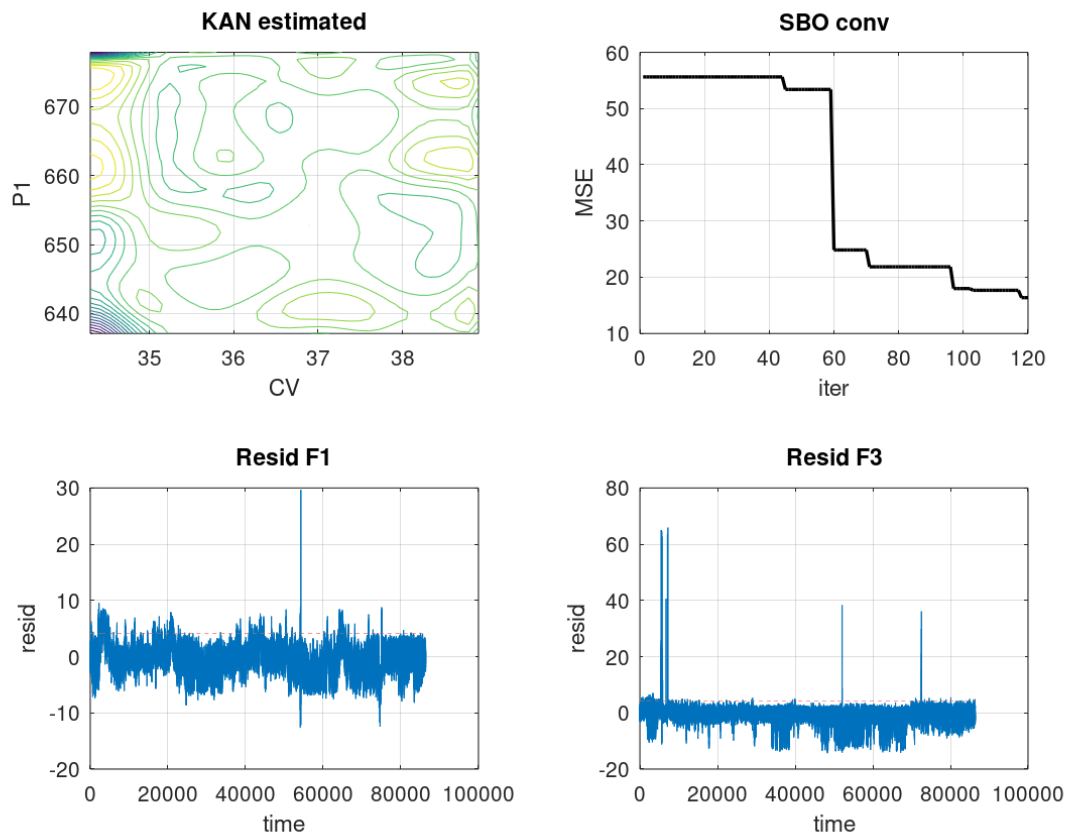 KAN estimated
P1
670
660
650
640
35 36 37 38
CV
SBO conv
MSE
60
50
40
30
20
10
0 20 40 60 80 100 120
iter
Resid F1
resid
30
20
10
0
-10
-20
0 20000 40000 60000 80000 100000
time
Resid F3
resid
80
60
40
20
0
-20
0 20000 40000 60000 80000 100000
time